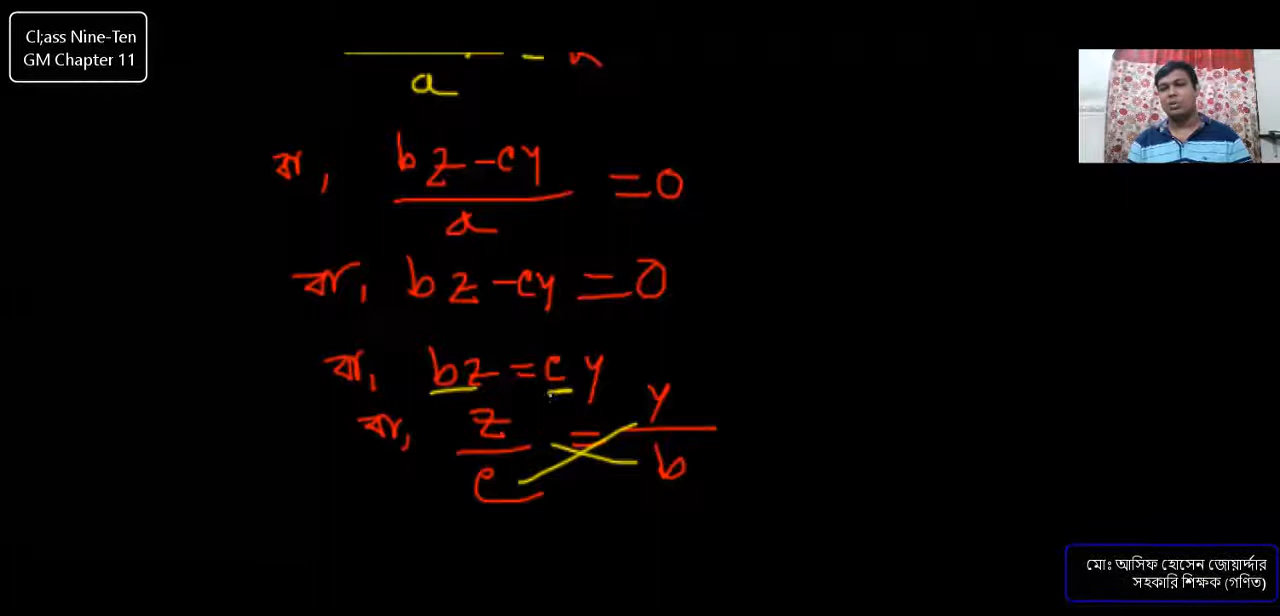 Cl;ass Nine-Ten
GM Chapter 11
a
বা, bz-cy/a =0
বা, bz-cy=0
বা, bz=cy
বা, z/c = y/b
মোঃ আসিফ হোসেন জোয়ার্দ্দার
সহকারি শিক্ষক (গণিত)